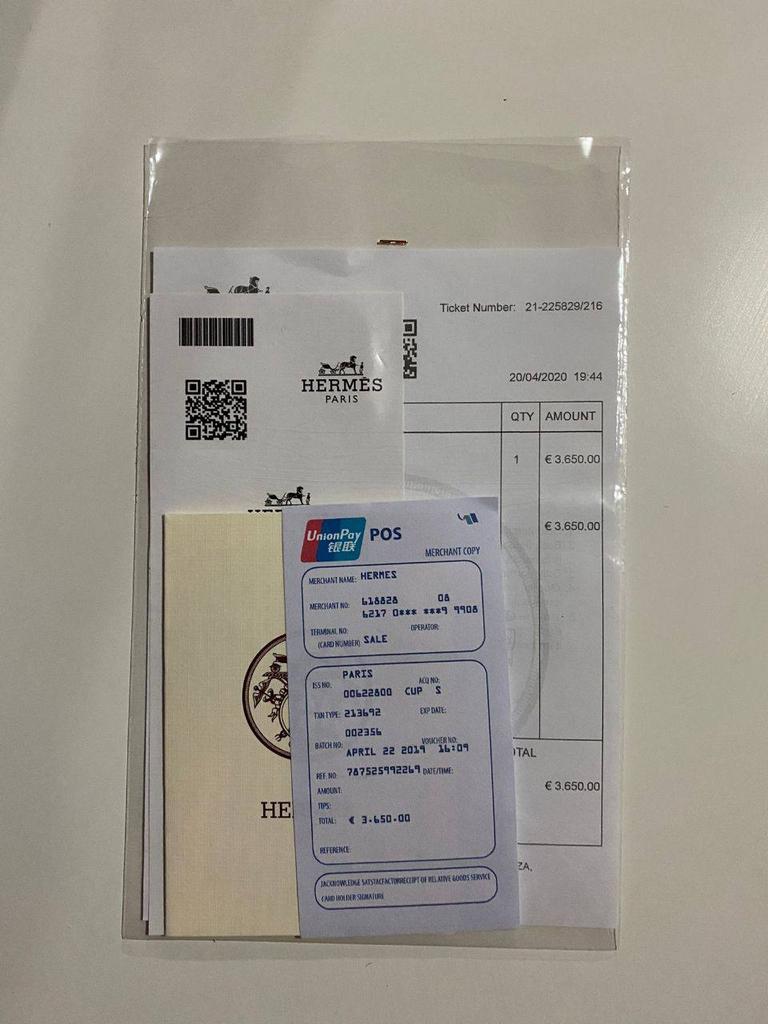 Ticket Number: 21-225829/216
HERMÈS
PARIS
20/04/2020 19:44
QTY AMOUNT
1 € 3.650.00
€ 3.650.00
UnionPay POS
银联
MERCHANT COPY
MERCHANT NAME: HERMES
MERCHANT NO: 618828 08
6217 0*** ***9 9908
TERMINAL NO: OPERATOR:
(CARD NUMBER) SALE
PARIS
ISS NO: ACQ NO:
00622800 CUP S
TXN TYPE: 213692 EXP DATE:
002356
BATCH NO: VOUCHER NO:
APRIL 22 2019 16:09
REF. NO: 787525992269 DATE/TIME:
AMOUNT:
TIPS:
TOTAL: € 3.650.00
REFERENCE:
IACKNOWLEDGE SATSTACFACTORRECEIPT OF RELATIVE GOODS SERVICE
CARD HOLDER SIGNATURE
OTAL
€ 3.650.00
ZA,
HE